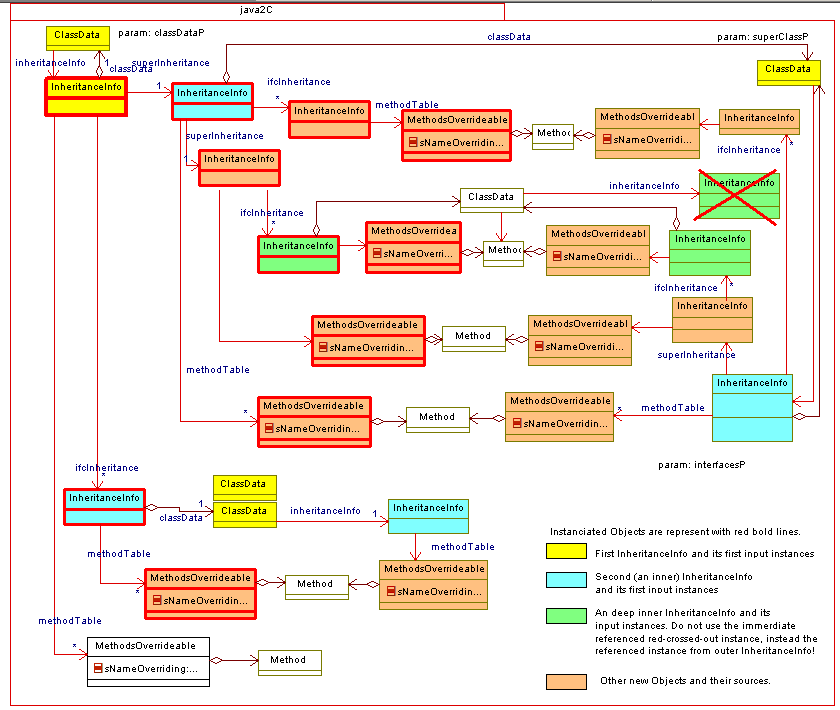 java2C
ClassData
param: classDataP
classData
param: superClassP
inheritanceInfo
1
superInheritance
classData
ClassData
InheritanceInfo
1
InheritanceInfo
ifcInheritance
*
InheritanceInfo
methodTable
MethodsOverrideable
sNameOverridin...
Methoc
MethodsOverrideabl
sNameOverridi...
InheritanceInfo
superInheritance
1
InheritanceInfo
ifcInheritance
*
inheritanceInfo
InheritanceInfo
ClassData
ifcInheritance
*
InheritanceInfo
MethodsOverridea
sNameOverri...
Methoc
MethodsOverrideabl
sNameOverridi...
InheritanceInfo
ifcInheritance
*
InheritanceInfo
MethodsOverrideable
sNameOverridin...
Method
MethodsOverrideabl
sNameOverridi...
superInheritance
methodTable
InheritanceInfo
*
MethodsOverrideable
sNameOverridin...
Method
MethodsOverrideable
sNameOverridin...
*
methodTable
param: interfacesP
ifcInheritance
*
InheritanceInfo
ClassData
1
classData
ClassData
inheritanceInfo
1
InheritanceInfo
methodTable
methodTable
*
MethodsOverrideable
sNameOverridin...
Method
MethodsOverrideable
sNameOverridin...
methodTable
*
MethodsOverrideable
sNameOverriding:...
Method
Instanciated Objects are represent with red bold lines.
First InheritanceInfo and its first input instances
Second (an inner) InheritanceInfo
and its first input instances
An deep inner InheritanceInfo and its
input instances. Do not use the immerdiate
referenced red-crossed-out instance, instead the
referenced instance from outer InheritanceInfo!
Other new Objects and their sources.